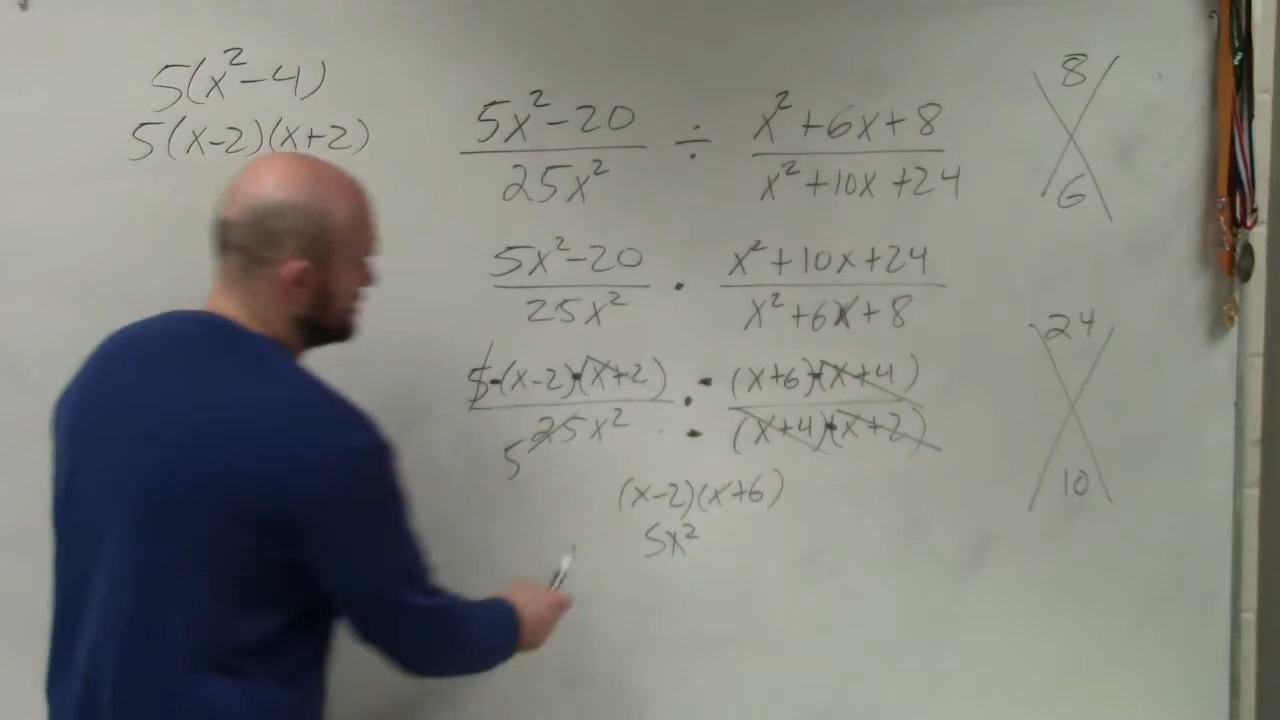 5(x²-4)
5(x-2)(x+2)
5x²-20 ÷ x²+6x+8
25x² x²+10x+24
5x²-20 · x²+10x+24
25x² x²+6x+8
5·(x-2)·(x+2) · (x+6)·(x+4)
5 25x² · (x+4)·(x+2)
(x-2)(x+6)
5x²
8
6
24
10